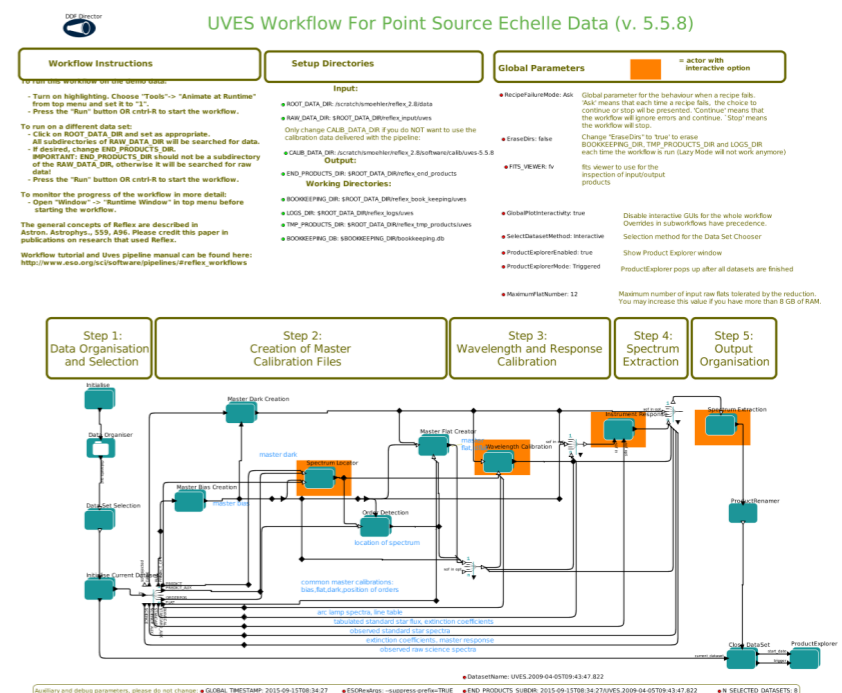 DDF Director
UVES Workflow For Point Source Echelle Data (v. 5.5.8)
Workflow Instructions
Setup Directories
Global Parameters
= actor with
interactive option
To run this workflow on the demo data:
- Turn on highlighting. Choose "Tools"-> "Animate at Runtime"
from top menu and set it to "1".
- Press the "Run" button OR cntrl-R to start the workflow.
To run on a different data set:
- Click on ROOT_DATA_DIR and set as appropriate.
All subdirectories of RAW_DATA_DIR will be searched for data.
- If desired, change END_PRODUCTS_DIR.
IMPORTANT: END_PRODUCTS_DIR should not be a subdirectory
of the RAW_DATA_DIR, otherwise it will be searched for raw
data!
- Press the "Run" button OR cntrl-R to start the workflow.
To monitor the progress of the workflow in more detail:
- Open "Window" -> "Runtime Window" in top menu before
starting the workflow.
The general concepts of Reflex are described in
Astron. Astrophys., 559, A96. Please credit this paper in
publications on research that used Reflex.
Workflow tutorial and Uves pipeline manual can be found here:
http://www.eso.org/sci/software/pipelines/#reflex_workflows
Input:
ROOT_DATA_DIR: /scratch/smoehler/reflex_2.8/data
RAW_DATA_DIR: $ROOT_DATA_DIR/reflex_input/uves
Only change CALIB_DATA_DIR if you do NOT want to use the
calibration data delivered with the pipeline:
CALIB_DATA_DIR: /scratch/smoehler/reflex_2.8/software/calib/uves-5.5.8
Output:
END_PRODUCTS_DIR: $ROOT_DATA_DIR/reflex_end_products
Working Directories:
BOOKKEEPING_DIR: $ROOT_DATA_DIR/reflex_book_keeping/uves
LOGS_DIR: $ROOT_DATA_DIR/reflex_logs/uves
TMP_PRODUCTS_DIR: $ROOT_DATA_DIR/reflex_tmp_products/uves
BOOKKEEPING_DB: $BOOKKEEPING_DIR/bookkeeping.db
RecipeFailureMode: Ask
Global parameter for the behaviour when a recipe fails.
'Ask' means that each time a recipe fails, the choice to
continue or stop wil be presented. 'Continue' means that
the workflow will ignore errors and continue. `Stop' means
the workflow will stop.
EraseDirs: false
Change "EraseDirs" to 'true' to erase
BOOKKEEPING_DIR, TMP_PRODUCTS_DIR and LOGS_DIR
each time the workflow is run (Lazy Mode will not work anymore)
FITS_VIEWER: fv
fits viewer to use for the
inspection of input/output
products
GlobalPlotInteractivity: true
Disable interactive GUIs for the whole workflow
Overrides in subworkflows have precedence.
SelectDatasetMethod: Interactive
Selection method for the Data Set Chooser
ProductExplorerEnabled: true
Show Product Explorer window
ProductExplorerMode: Triggered
ProductExplorer pops up after all datasets are finished
MaximumFlatNumber: 12
Maximum number of input raw flats tolerated by the reduction.
You may increase this value if you have more than 8 GB of RAM.
Step 1:
Data Organisation
and Selection
Step 2:
Creation of Master
Calibration Files
Step 3:
Wavelength and Response
Calibration
Step 4:
Spectrum
Extraction
Step 5:
Output
Organisation
Initialise
Master Dark Creation
Instrument Response
Spectrum Extraction
Data Organiser
Master Flat Creator
master dark
Wavelength Calibration
Spectrum Locator
Master Bias Creation
master bias
Data Set Selection
Order Detection
ProductRenamer
location of spectrum
Initialise Current Dataset
common master calibrations:
bias,flat,dark,position of orders
arc lamp spectra, line table
tabulated standard star flux, extinction coefficients
observed standard star spectra
extinction coefficients, master response
observed raw science spectra
Close DataSet
ProductExplorer
DatasetName: UVES.2009-04-05T09:43:47.822
Auxiliary and debug parameters, please do not change:
GLOBAL_TIMESTAMP: 2015-09-15T08:34:27
ESORexArgs: --suppress-prefix=TRUE
END_PRODUCTS_SUBDIR: 2015-09-15T08:34:27/UVES.2009-04-05T09:43:47.822
N_SELECTED_DATASETS: 8